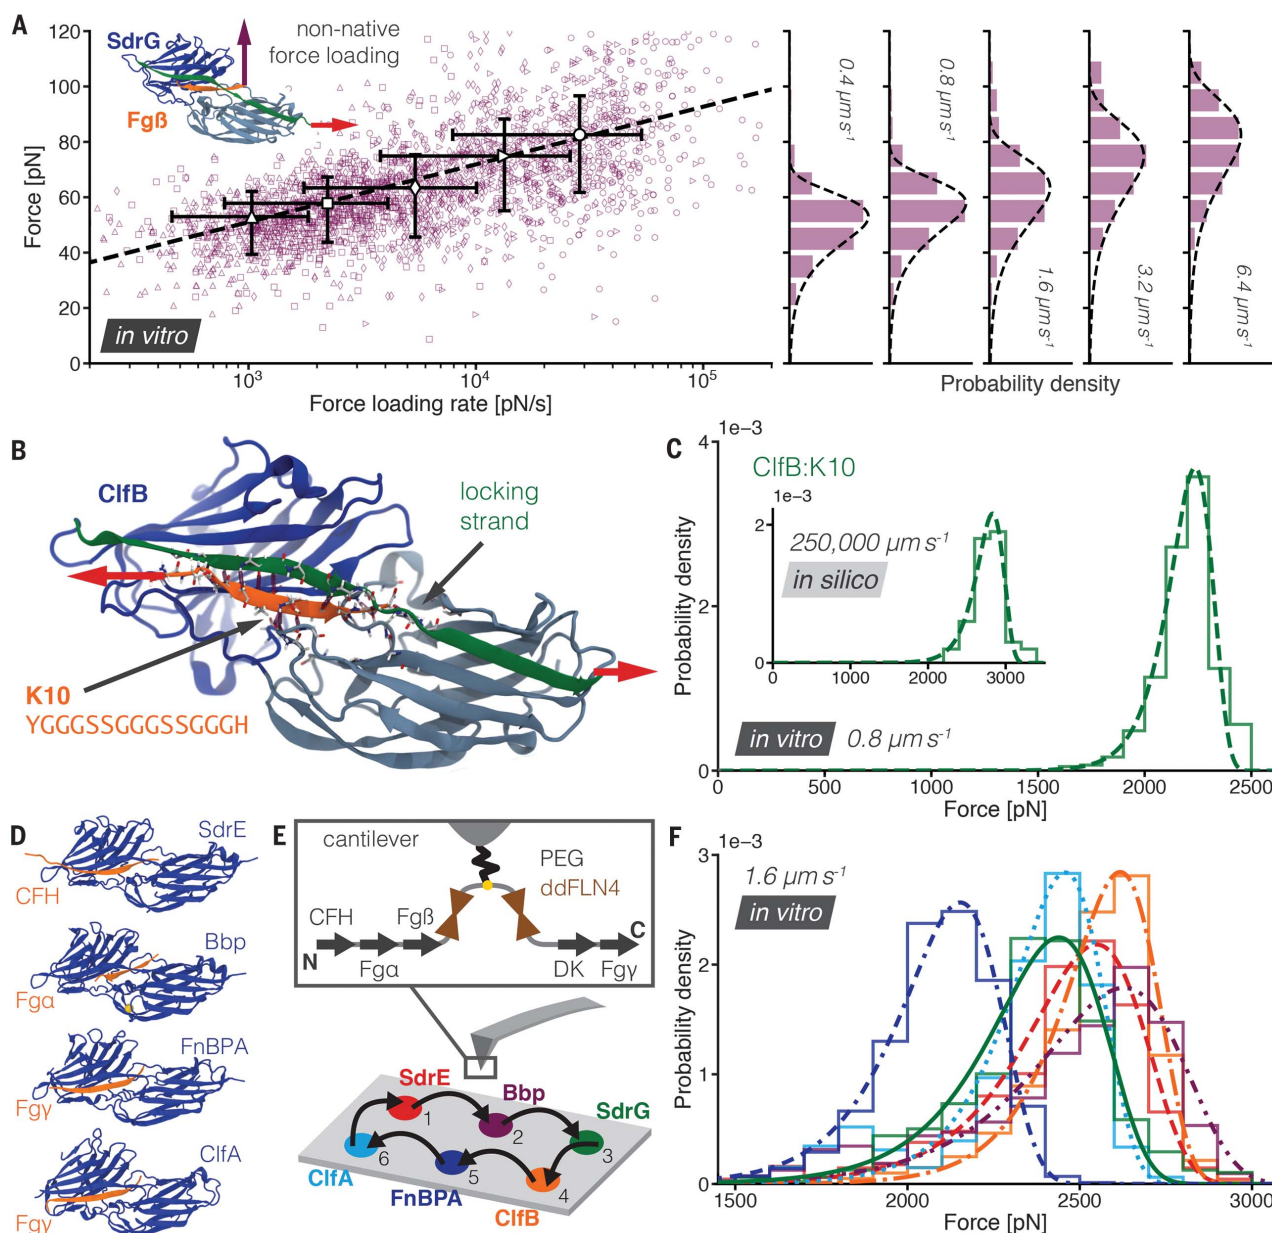 A
SdrG
Fgß
non-native
force loading
in vitro
Force [pN]
120
100
80
60
40
20
0
10³
10⁴
10⁵
Force loading rate [pN/s]
0.4 µm s⁻¹
0.8 µm s⁻¹
1.6 µm s⁻¹
3.2 µm s⁻¹
6.4 µm s⁻¹
Probability density
B
ClfB
locking
strand
K10
YGGGSSGGGSSGGGH
C
1e−3
ClfB:K10
Probability density
4
2
0
1e−3
2
0
250,000 µm s⁻¹
in silico
0 1000 2000 3000
in vitro 0.8 µm s⁻¹
0 500 1000 1500 2000 2500
Force [pN]
D
SdrE
CFH
Bbp
Fgα
FnBPA
Fgγ
ClfA
Fgγ
E
cantilever
PEG
ddFLN4
CFH Fgß
N C
Fgα DK Fgγ
SdrE
1
Bbp
2
SdrG
3
ClfA
6
FnBPA
5
ClfB
4
F
1e−3
1.6 µm s⁻¹
in vitro
Probability density
3
2
1
0
1500 2000 2500 3000
Force [pN]